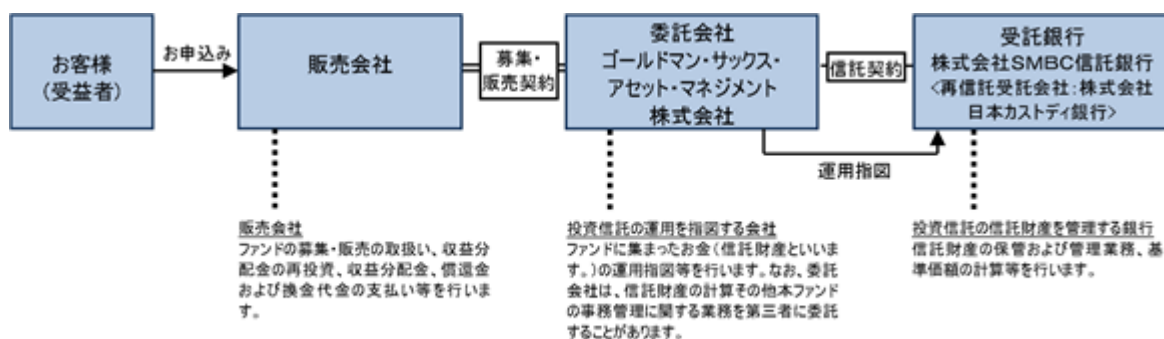 お客様
(受益者)
お申込み
販売会社
募集・
販売契約
委託会社
ゴールドマン・サックス・
アセット・マネジメント
株式会社
信託契約
受託銀行
株式会社SMBC信託銀行
<再信託受託会社:株式会社
日本カストディ銀行>
運用指図
販売会社
ファンドの募集・販売の取扱い、収益分
配金の再投資、収益分配金、償還金
および換金代金の支払い等を行いま
す。
投資信託の運用を指図する会社
ファンドに集まったお金(信託財産といいま
す。)の運用指図等を行います。なお、委託
会社は、信託財産の計算その他本ファンド
の事務管理に関する業務を第三者に委託
することがあります。
投資信託の信託財産を管理する銀行
信託財産の保管および管理業務、基
準価額の計算等を行います。